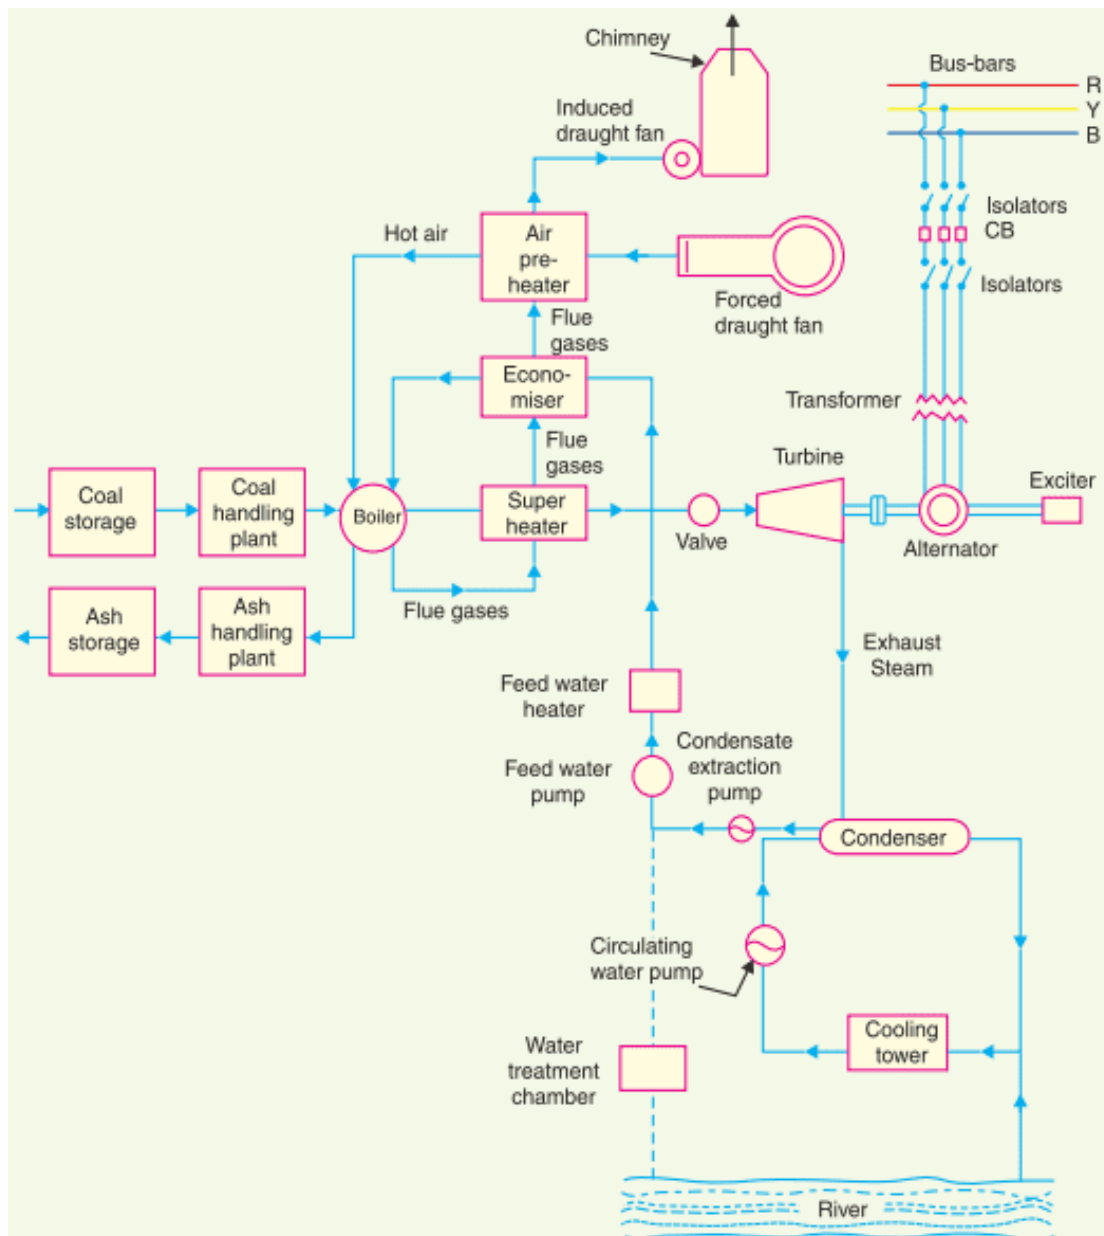 Chimney
Bus-bars
R
Y
B
Induced
draught fan
Isolators
CB
Isolators
Hot air
Air
pre-
heater
Forced
draught fan
Flue
gases
Econo-
miser
Transformer
Flue
gases
Turbine
Exciter
Coal
storage
Coal
handling
plant
Boiler
Super
heater
Valve
Alternator
Flue gases
Ash
storage
Ash
handling
plant
Exhaust
Steam
Feed water
heater
Condensate
extraction
pump
Feed water
pump
Condenser
Circulating
water pump
Cooling
tower
Water
treatment
chamber
River